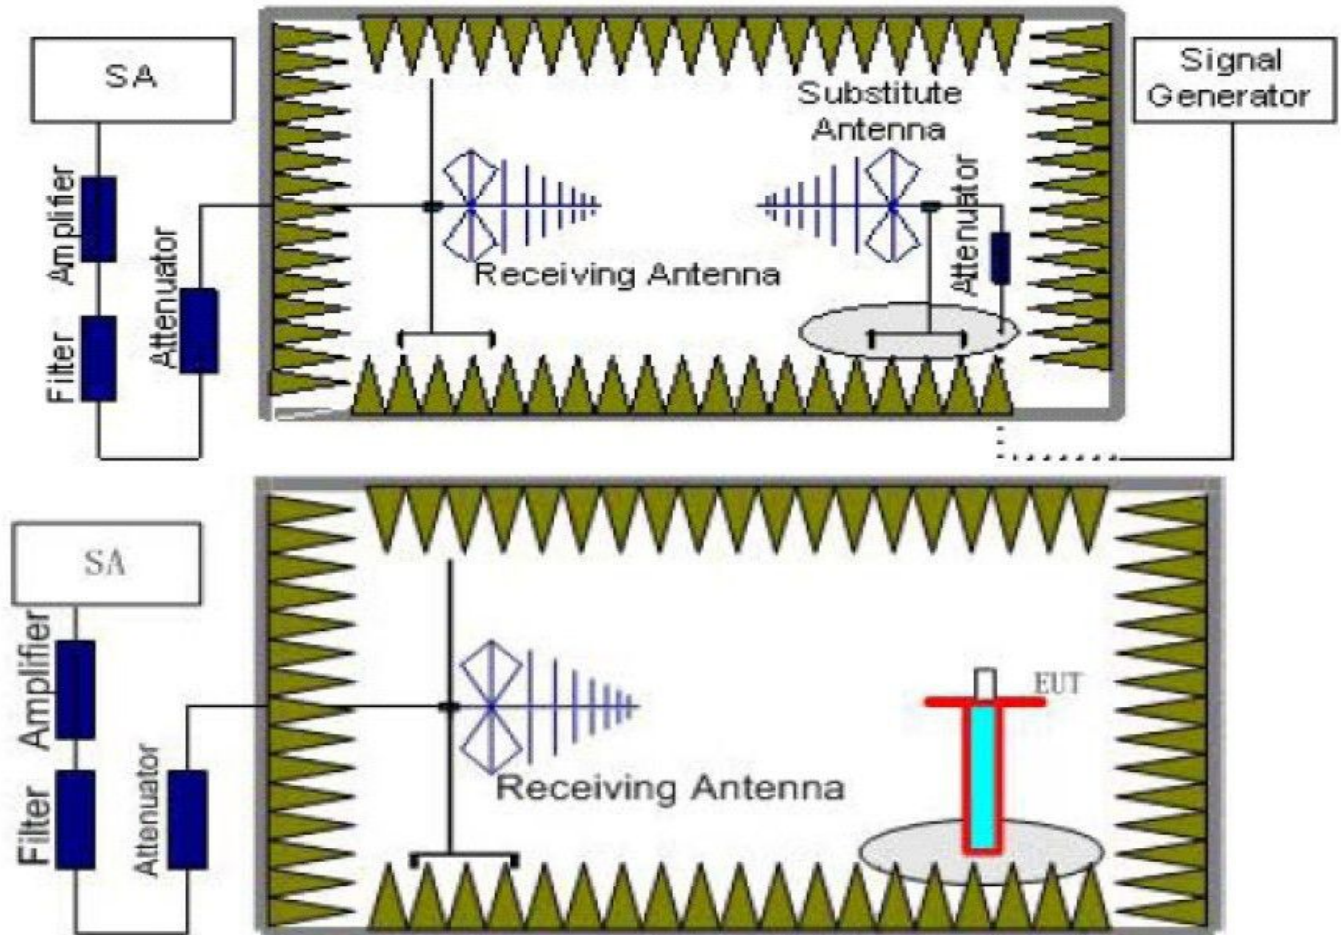 SA
Signal
Generator
Substitute
Antenna
Amplifier
Attenuator
Attenuator
Receiving Antenna
Filter
SA
Amplifier
EUT
Attenuator
Receiving Antenna
Filter